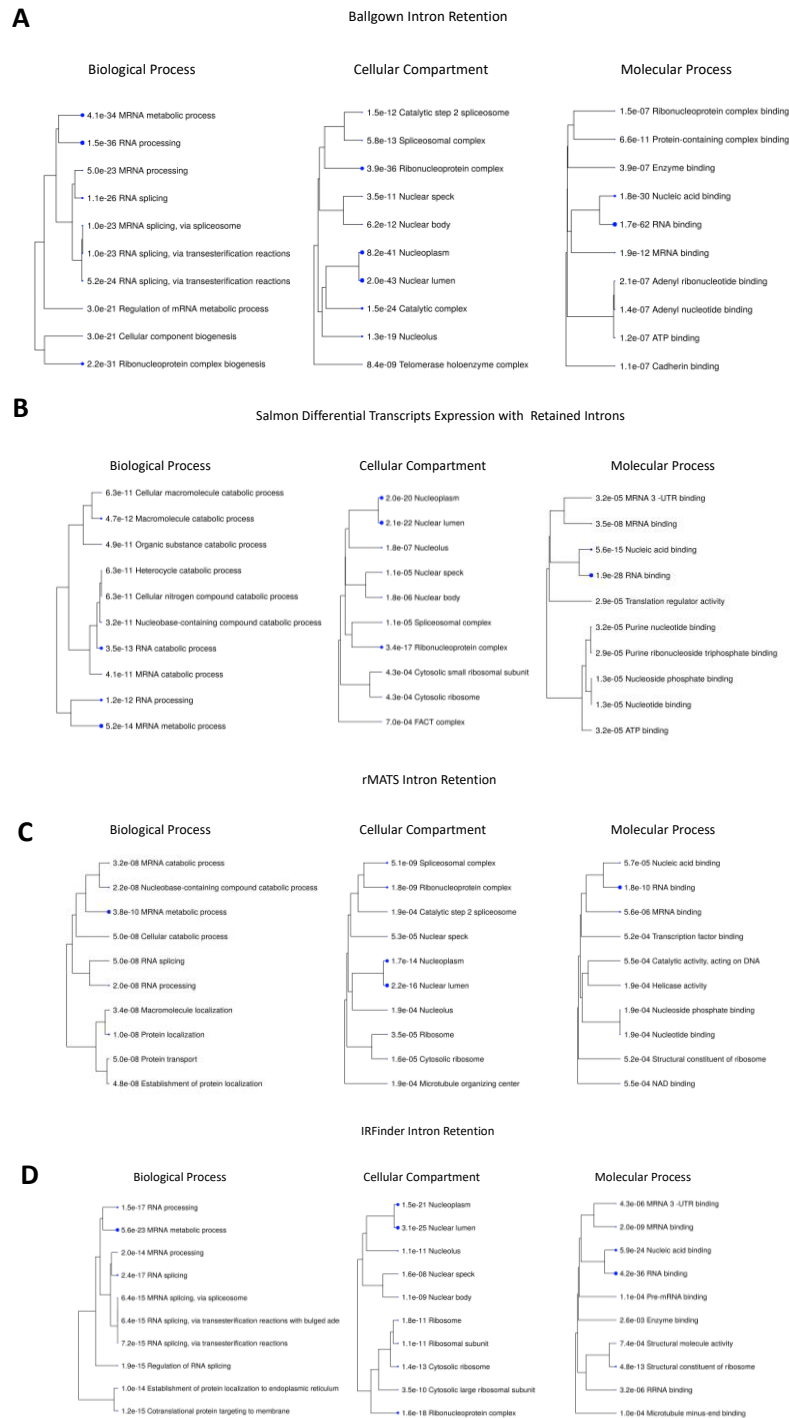 A
Ballgown Intron Retention
Biological Process
4.1e-34 MRNA metabolic process
1.5e-36 RNA processing
5.0e-23 MRNA processing
1.1e-26 RNA splicing
1.0e-23 MRNA splicing, via spliceosome
1.0e-23 RNA splicing, via transesterification reactions
5.2e-24 RNA splicing, via transesterification reactions
3.0e-21 Regulation of mRNA metabolic process
3.0e-21 Cellular component biogenesis
2.2e-31 Ribonucleoprotein complex biogenesis
Cellular Compartment
1.5e-12 Catalytic step 2 spliceosome
5.8e-13 Spliceosomal complex
3.9e-36 Ribonucleoprotein complex
3.5e-11 Nuclear speck
6.2e-12 Nuclear body
8.2e-41 Nucleoplasm
2.0e-43 Nuclear lumen
1.5e-24 Catalytic complex
1.3e-19 Nucleolus
8.4e-09 Telomerase holoenzyme complex
Molecular Process
1.5e-07 Ribonucleoprotein complex binding
6.6e-11 Protein-containing complex binding
3.9e-07 Enzyme binding
1.8e-30 Nucleic acid binding
1.7e-62 RNA binding
1.9e-12 MRNA binding
2.1e-07 Adenyl ribonucleotide binding
1.4e-07 Adenyl nucleotide binding
1.2e-07 ATP binding
1.1e-07 Cadherin binding
B
Salmon Differential Transcripts Expression with Retained Introns
Biological Process
6.3e-11 Cellular macromolecule catabolic process
4.7e-12 Macromolecule catabolic process
4.9e-11 Organic substance catabolic process
6.3e-11 Heterocycle catabolic process
6.3e-11 Cellular nitrogen compound catabolic process
3.2e-11 Nucleobase-containing compound catabolic process
3.5e-13 RNA catabolic process
4.1e-11 MRNA catabolic process
1.2e-12 RNA processing
5.2e-14 MRNA metabolic process
Cellular Compartment
2.0e-20 Nucleoplasm
2.1e-22 Nuclear lumen
1.8e-07 Nucleolus
1.1e-05 Nuclear speck
1.8e-06 Nuclear body
1.1e-05 Spliceosomal complex
3.4e-17 Ribonucleoprotein complex
4.3e-04 Cytosolic small ribosomal subunit
4.3e-04 Cytosolic ribosome
7.0e-04 FACT complex
Molecular Process
3.2e-05 MRNA 3 -UTR binding
3.5e-08 MRNA binding
5.6e-15 Nucleic acid binding
1.9e-28 RNA binding
2.9e-05 Translation regulator activity
3.2e-05 Purine nucleotide binding
2.9e-05 Purine ribonucleoside triphosphate binding
1.3e-05 Nucleoside phosphate binding
1.3e-05 Nucleotide binding
3.2e-05 ATP binding
rMATS Intron Retention
C
Biological Process
3.2e-08 MRNA catabolic process
2.2e-08 Nucleobase-containing compound catabolic process
3.8e-10 MRNA metabolic process
5.0e-08 Cellular catabolic process
5.0e-08 RNA splicing
2.0e-08 RNA processing
3.4e-08 Macromolecule localization
1.0e-08 Protein localization
5.0e-08 Protein transport
4.8e-08 Establishment of protein localization
Cellular Compartment
5.1e-09 Spliceosomal complex
1.8e-09 Ribonucleoprotein complex
1.9e-04 Catalytic step 2 spliceosome
5.3e-05 Nuclear speck
1.7e-14 Nucleoplasm
2.2e-16 Nuclear lumen
1.9e-04 Nucleolus
3.5e-05 Ribosome
1.6e-05 Cytosolic ribosome
1.9e-04 Microtubule organizing center
Molecular Process
5.7e-05 Nucleic acid binding
1.8e-10 RNA binding
5.6e-06 MRNA binding
5.2e-04 Transcription factor binding
5.5e-04 Catalytic activity, acting on DNA
1.9e-04 Helicase activity
1.9e-04 Nucleoside phosphate binding
1.9e-04 Nucleotide binding
5.2e-04 Structural constituent of ribosome
5.5e-04 NAD binding
IRFinder Intron Retention
D
Biological Process
1.5e-17 RNA processing
5.6e-23 MRNA metabolic process
2.0e-14 MRNA processing
2.4e-17 RNA splicing
6.4e-15 MRNA splicing, via spliceosome
6.4e-15 RNA splicing, via transesterification reactions with bulged ade
7.2e-15 RNA splicing, via transesterification reactions
1.9e-15 Regulation of RNA splicing
1.0e-14 Establishment of protein localization to endoplasmic reticulum
1.2e-15 Cotranslational protein targeting to membrane
Cellular Compartment
1.5e-21 Nucleoplasm
3.1e-25 Nuclear lumen
1.1e-11 Nucleolus
1.6e-08 Nuclear speck
1.1e-09 Nuclear body
1.8e-11 Ribosome
1.1e-11 Ribosomal subunit
1.4e-13 Cytosolic ribosome
3.5e-10 Cytosolic large ribosomal subunit
1.6e-18 Ribonucleoprotein complex
Molecular Process
4.3e-06 MRNA 3 -UTR binding
2.0e-09 MRNA binding
5.9e-24 Nucleic acid binding
4.2e-36 RNA binding
1.1e-04 Pre-mRNA binding
2.6e-03 Enzyme binding
7.4e-04 Structural molecule activity
4.8e-13 Structural constituent of ribosome
3.2e-06 RRNA binding
1.0e-04 Microtubule minus-end binding